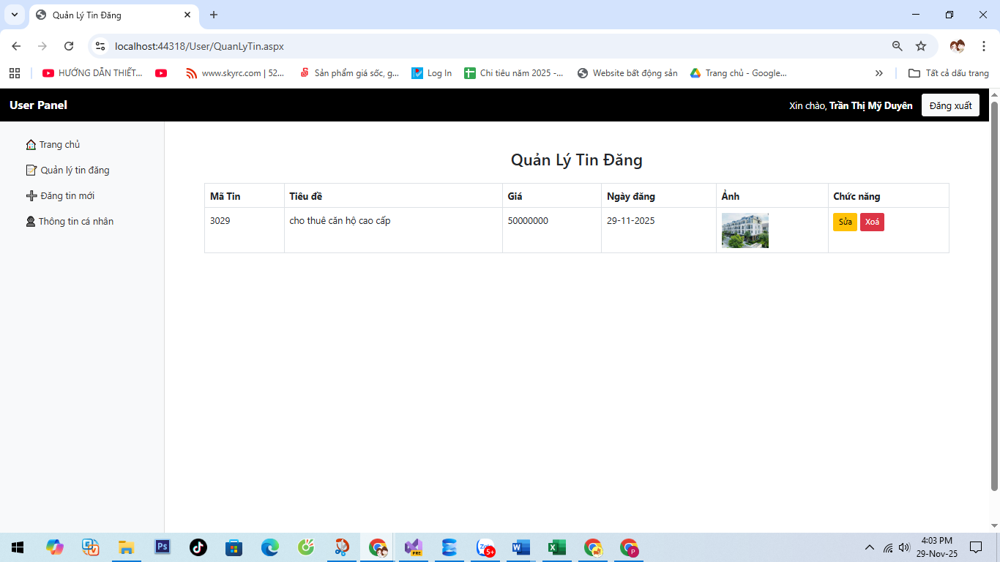 Quản Lý Tin Đăng
localhost:44318/User/QuanLyTin.aspx
HƯỚNG DẪN THIẾT...
www.skyrc.com | 52...
Sản phẩm giá sốc, g...
Log In
Chi tiêu năm 2025 -...
Website bất động sản
Trang chủ - Google...
Tất cả dấu trang
User Panel
Xin chào, Trần Thị Mỹ Duyên
Đăng xuất
Trang chủ
Quản lý tin đăng
Đăng tin mới
Thông tin cá nhân
Quản Lý Tin Đăng
Mã Tin Tiêu đề Giá Ngày đăng Ảnh Chức năng
3029 cho thuê căn hộ cao cấp 50000000 29-11-2025 Sửa Xoá
Ps
PRE
Zalo
5+
W
X
P
4:03 PM
29-Nov-25